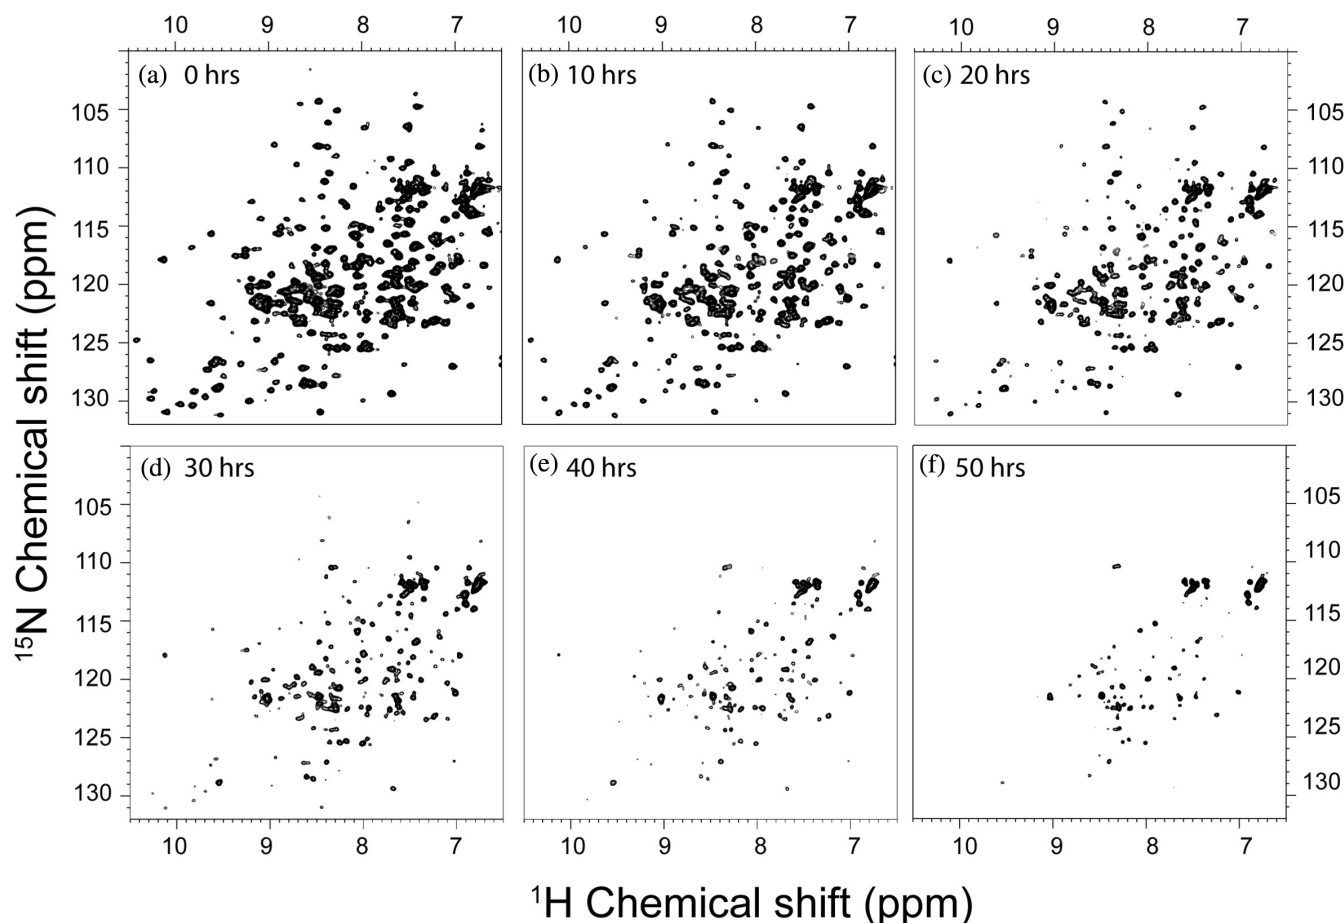 10 9 8 7 10 9 8 7 10 9 8 7
(a) 0 hrs (b) 10 hrs (c) 20 hrs
105 105
110 110
115 115
120 120
125 125
130 130
(d) 30 hrs (e) 40 hrs (f) 50 hrs
105 105
110 110
115 115
120 120
125 125
130 130
10 9 8 7 10 9 8 7 10 9 8 7
¹⁵N Chemical shift (ppm)
¹H Chemical shift (ppm)